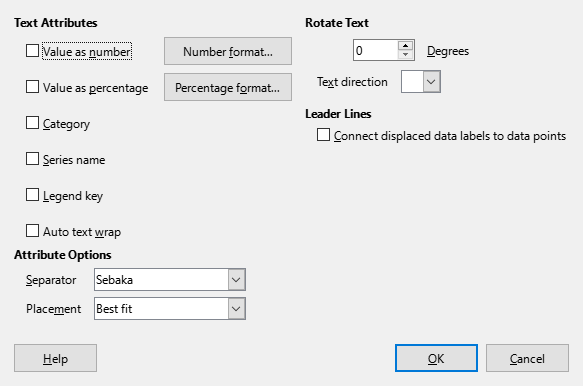 Text Attributes
Value as number
Number format...
Value as percentage
Percentage format...
Category
Series name
Legend key
Auto text wrap
Attribute Options
Separator
Sebaka
Placement
Best fit
Rotate Text
0
Degrees
Text direction
Leader Lines
Connect displaced data labels to data points
Help
OK
Cancel